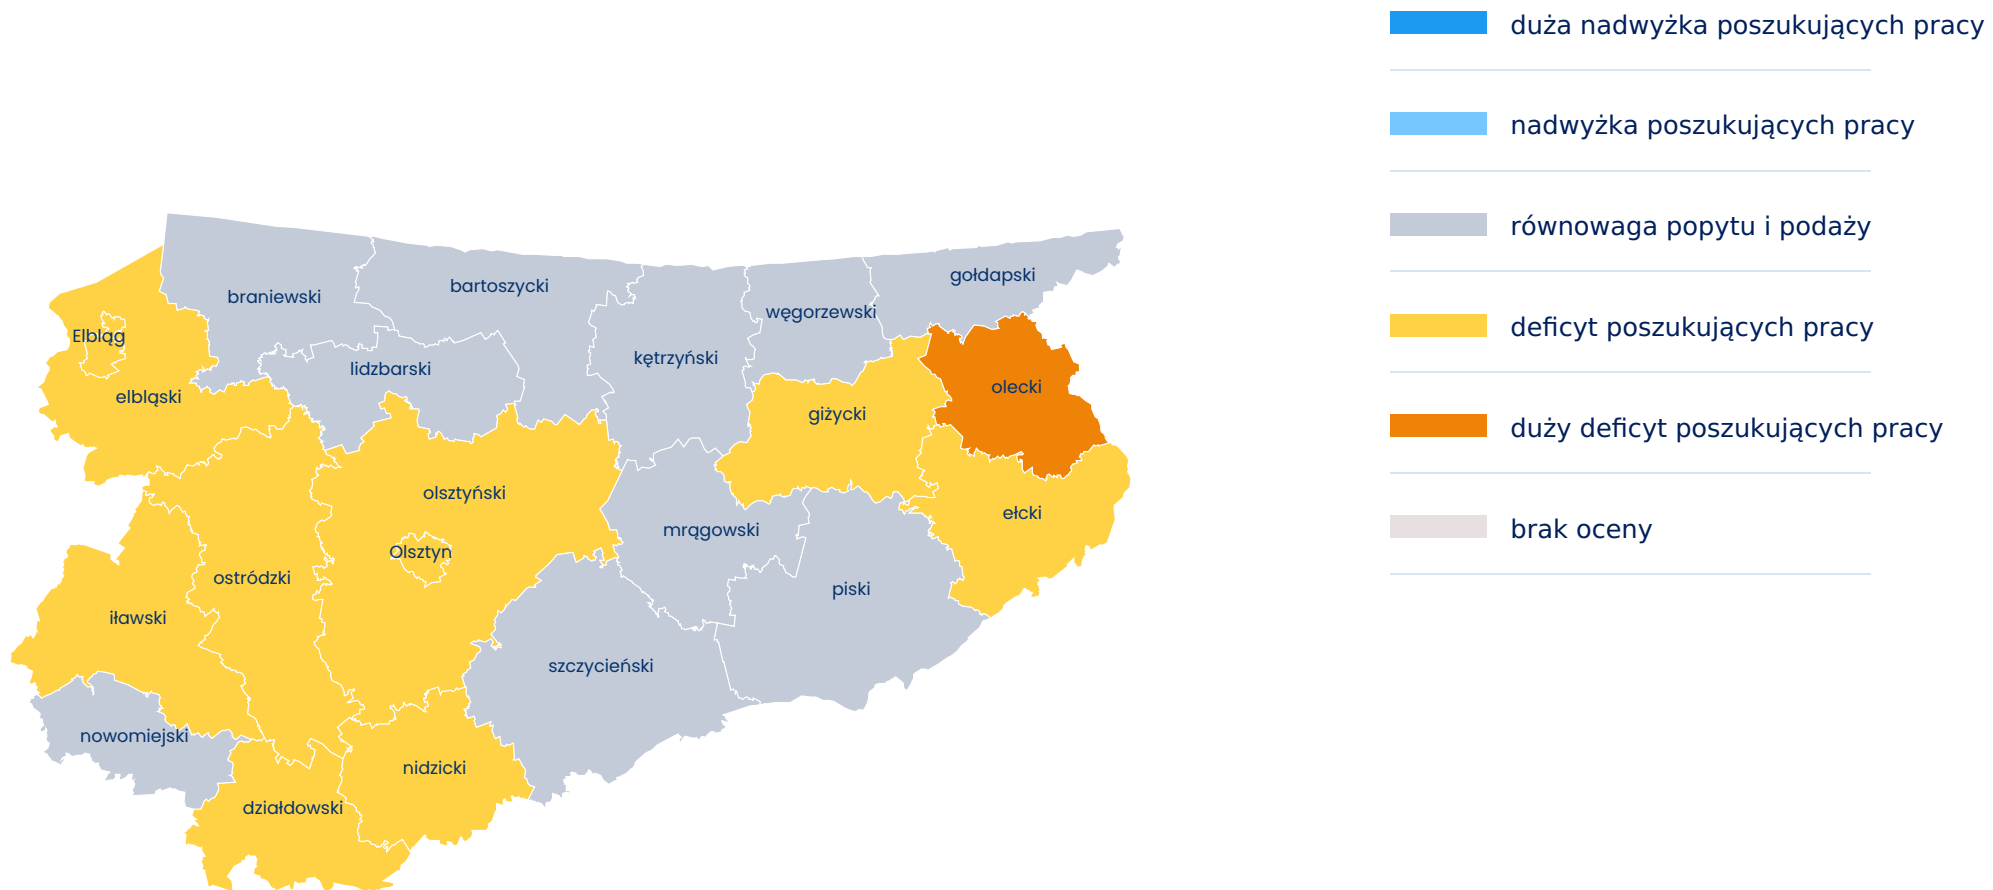 duża nadwyżka poszukujących pracy
nadwyżka poszukujących pracy
równowaga popytu i podaży
deficyt poszukujących pracy
duży deficyt poszukujących pracy
brak oceny
gołdapski
bartoszycki
braniewski
węgorzewski
Elbląg
kętrzyński
lidzbarski
olecki
elbląski
giżycki
olsztyński
ełcki
mrągowski
Olsztyn
ostródzki
piski
iławski
szczycieński
nowomiejski
nidzicki
działdowski